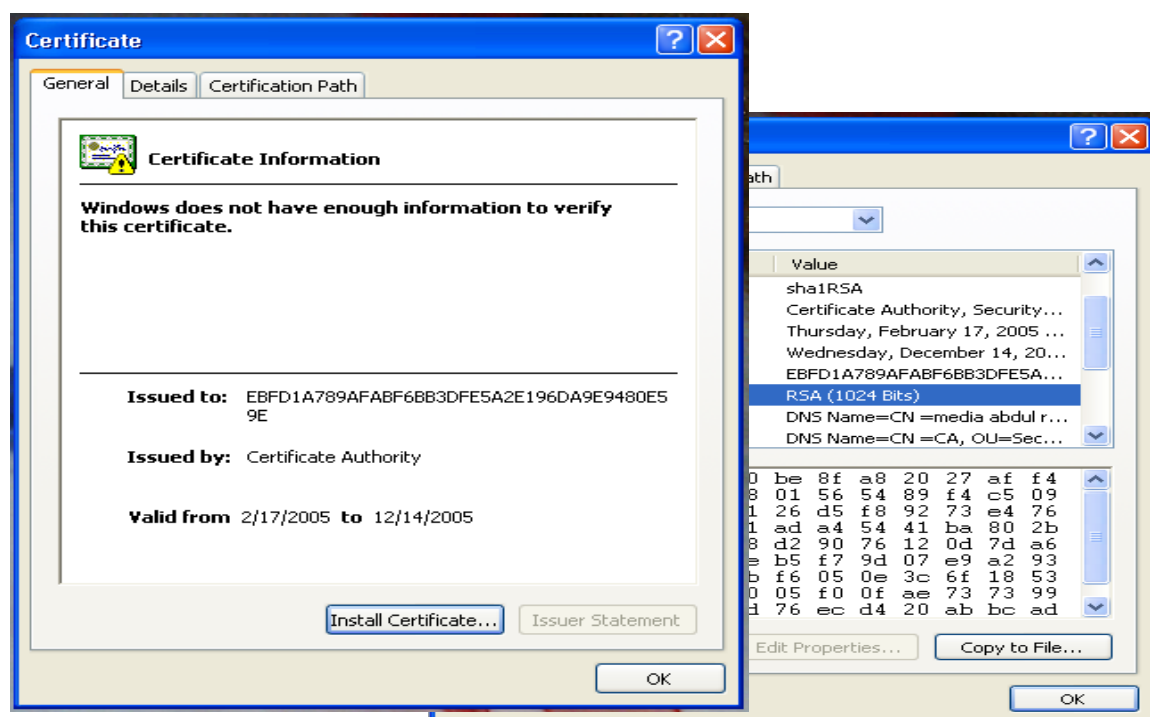 Certificate
General Details Certification Path
Certificate Information
Windows does not have enough information to verify
this certificate.
Issued to: EBFD1A789AFABF6BB3DFE5A2E196DA9E9480E5
9E
Issued by: Certificate Authority
Valid from 2/17/2005 to 12/14/2005
Install Certificate... Issuer Statement
OK
ath
Value
sha1RSA
Certificate Authority, Security...
Thursday, February 17, 2005 ...
Wednesday, December 14, 20...
EBFD1A789AFABF6BB3DFE5A...
RSA (1024 Bits)
DNS Name=CN =media abdul r...
DNS Name=CN =CA, OU=Sec...
be 8f a8 20 27 af f4
01 56 54 89 f4 c5 09
26 d5 f8 92 73 e4 76
ad a4 54 41 ba 80 2b
d2 90 76 12 0d 7d a6
b5 f7 9d 07 e9 a2 93
f6 05 0e 3c 6f 18 53
05 f0 0f ae 73 73 99
76 ec d4 20 ab bc ad
Edit Properties... Copy to File...
OK